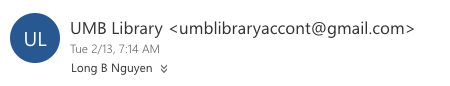 UL
UMB Library <umblibraryaccont@gmail.com>
Tue 2/13, 7:14 AM
Long B Nguyen